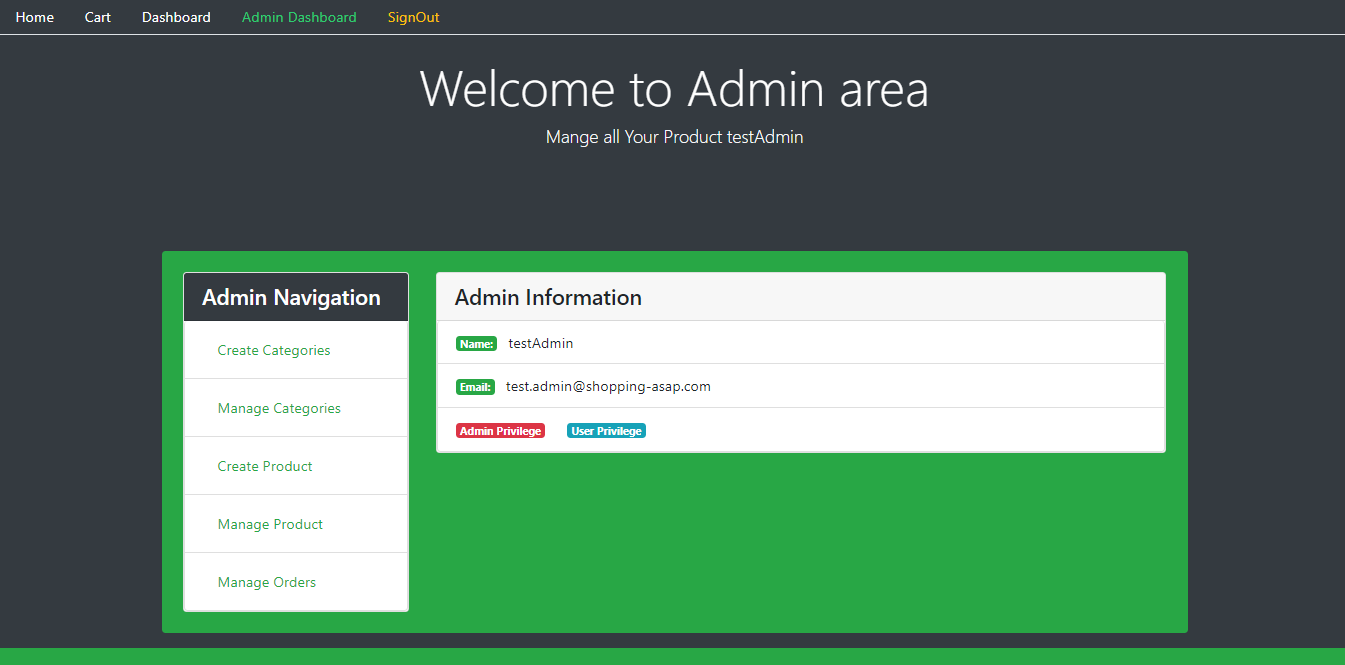 Home Cart Dashboard Admin Dashboard SignOut
Welcome to Admin area
Mange all Your Product testAdmin
Admin Navigation
Create Categories
Manage Categories
Create Product
Manage Product
Manage Orders
Admin Information
Name: testAdmin
Email: test.admin@shopping-asap.com
Admin Privilege User Privilege